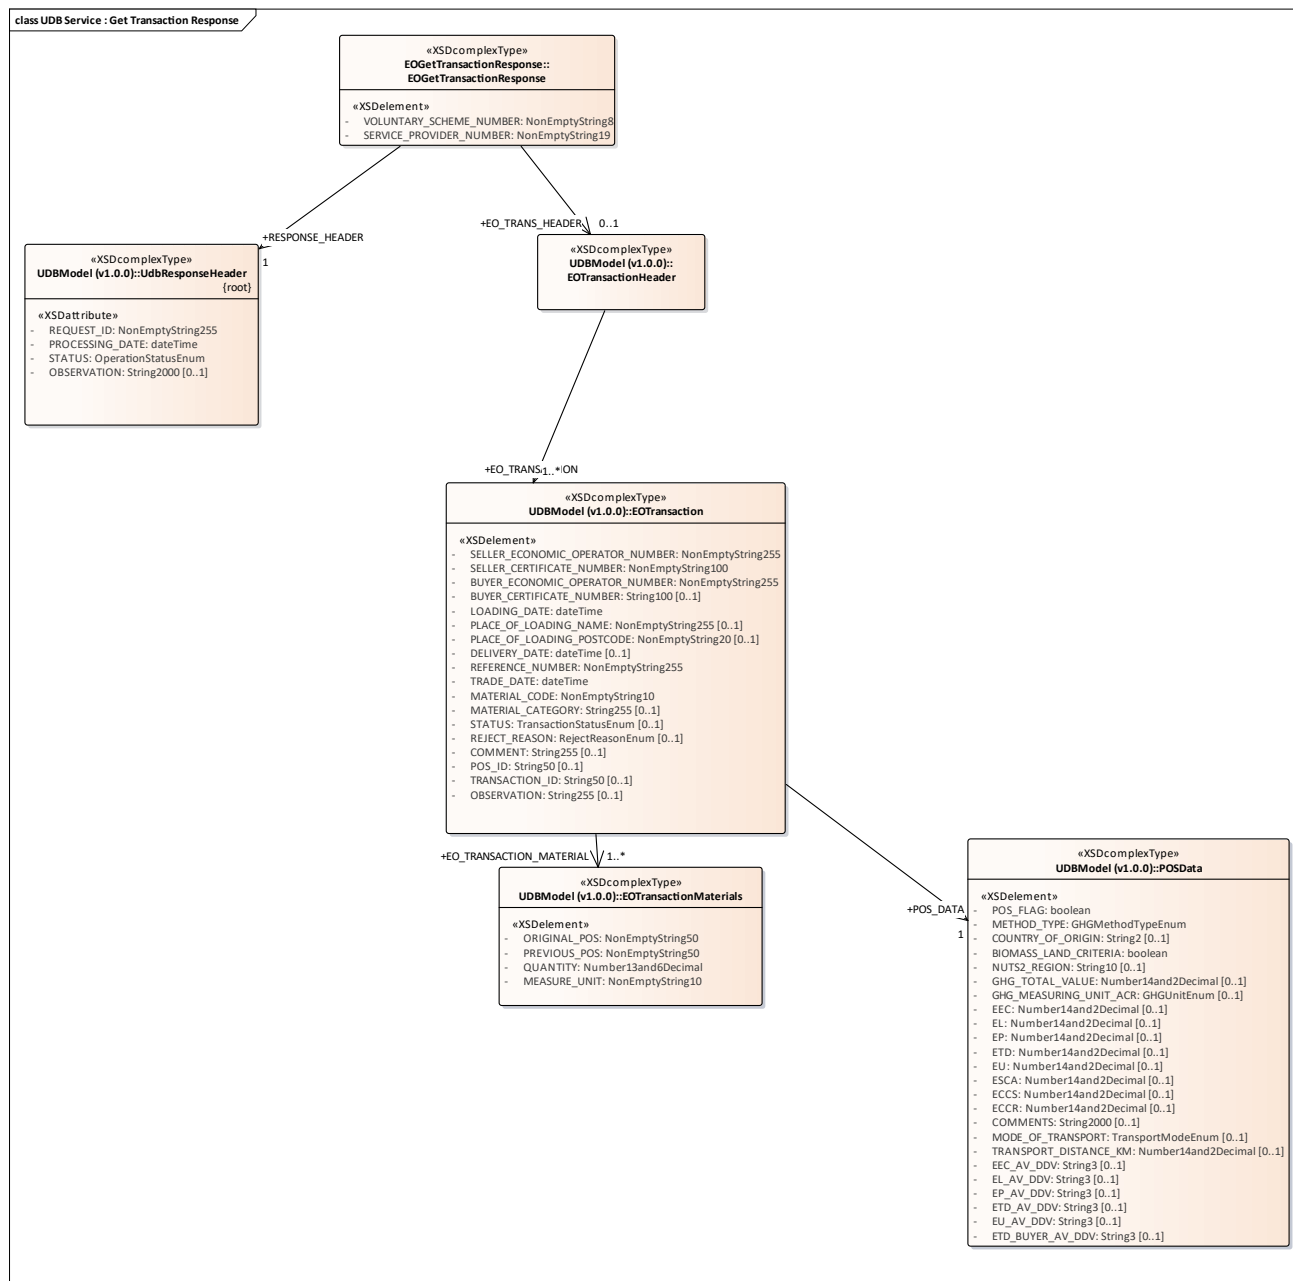 class UDB Service : Get Transaction Response
«XSDcomplexType»
EOGetTransactionResponse::
EOGetTransactionResponse
«XSDelement»
- VOLUNTARY_SCHEME_NUMBER: NonEmptyString8
- SERVICE_PROVIDER_NUMBER: NonEmptyString19
+RESPONSE_HEADER
1
+EO_TRANS_HEADER
0..1
«XSDcomplexType»
UDBModel (v1.0.0)::UdbResponseHeader
{root}
«XSDattribute»
- REQUEST_ID: NonEmptyString255
- PROCESSING_DATE: dateTime
- STATUS: OperationStatusEnum
- OBSERVATION: String2000 [0..1]
«XSDcomplexType»
UDBModel (v1.0.0)::
EOTransactionHeader
+EO_TRANS ION
1..*
«XSDcomplexType»
UDBModel (v1.0.0)::EOTransaction
«XSDelement»
- SELLER_ECONOMIC_OPERATOR_NUMBER: NonEmptyString255
- SELLER_CERTIFICATE_NUMBER: NonEmptyString100
- BUYER_ECONOMIC_OPERATOR_NUMBER: NonEmptyString255
- BUYER_CERTIFICATE_NUMBER: String100 [0..1]
- LOADING_DATE: dateTime
- PLACE_OF_LOADING_NAME: NonEmptyString255 [0..1]
- PLACE_OF_LOADING_POSTCODE: NonEmptyString20 [0..1]
- DELIVERY_DATE: dateTime [0..1]
- REFERENCE_NUMBER: NonEmptyString255
- TRADE_DATE: dateTime
- MATERIAL_CODE: NonEmptyString10
- MATERIAL_CATEGORY: String255 [0..1]
- STATUS: TransactionStatusEnum [0..1]
- REJECT_REASON: RejectReasonEnum [0..1]
- COMMENT: String255 [0..1]
- POS_ID: String50 [0..1]
- TRANSACTION_ID: String50 [0..1]
- OBSERVATION: String255 [0..1]
+EO_TRANSACTION_MATERIAL
1..*
«XSDcomplexType»
UDBModel (v1.0.0)::EOTransactionMaterials
«XSDelement»
- ORIGINAL_POS: NonEmptyString50
- PREVIOUS_POS: NonEmptyString50
- QUANTITY: Number13and6Decimal
- MEASURE_UNIT: NonEmptyString10
+POS_DATA
1
«XSDcomplexType»
UDBModel (v1.0.0)::POSData
«XSDelement»
- POS_FLAG: boolean
- METHOD_TYPE: GHGMethodTypeEnum
- COUNTRY_OF_ORIGIN: String2 [0..1]
- BIOMASS_LAND_CRITERIA: boolean
- NUTS2_REGION: String10 [0..1]
- GHG_TOTAL_VALUE: Number14and2Decimal [0..1]
- GHG_MEASURING_UNIT_ACR: GHGUnitEnum [0..1]
- EEC: Number14and2Decimal [0..1]
- EL: Number14and2Decimal [0..1]
- EP: Number14and2Decimal [0..1]
- ETD: Number14and2Decimal [0..1]
- EU: Number14and2Decimal [0..1]
- ESCA: Number14and2Decimal [0..1]
- ECCS: Number14and2Decimal [0..1]
- ECCR: Number14and2Decimal [0..1]
- COMMENTS: String2000 [0..1]
- MODE_OF_TRANSPORT: TransportModeEnum [0..1]
- TRANSPORT_DISTANCE_KM: Number14and2Decimal [0..1]
- EEC_AV_DDV: String3 [0..1]
- EL_AV_DDV: String3 [0..1]
- EP_AV_DDV: String3 [0..1]
- ETD_AV_DDV: String3 [0..1]
- EU_AV_DDV: String3 [0..1]
- ETD_BUYER_AV_DDV: String3 [0..1]